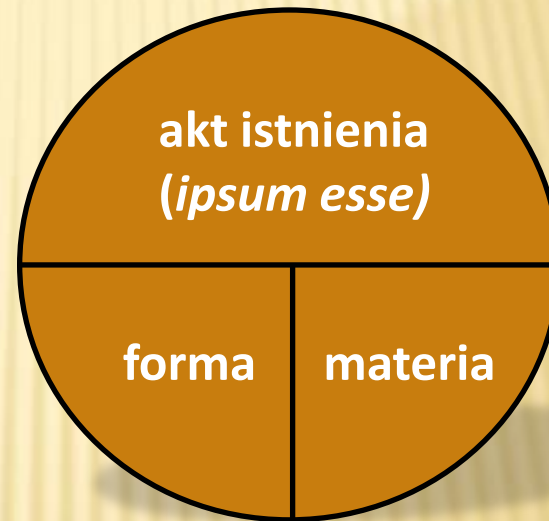 akt istnienia
(ipsum esse)
forma
materia